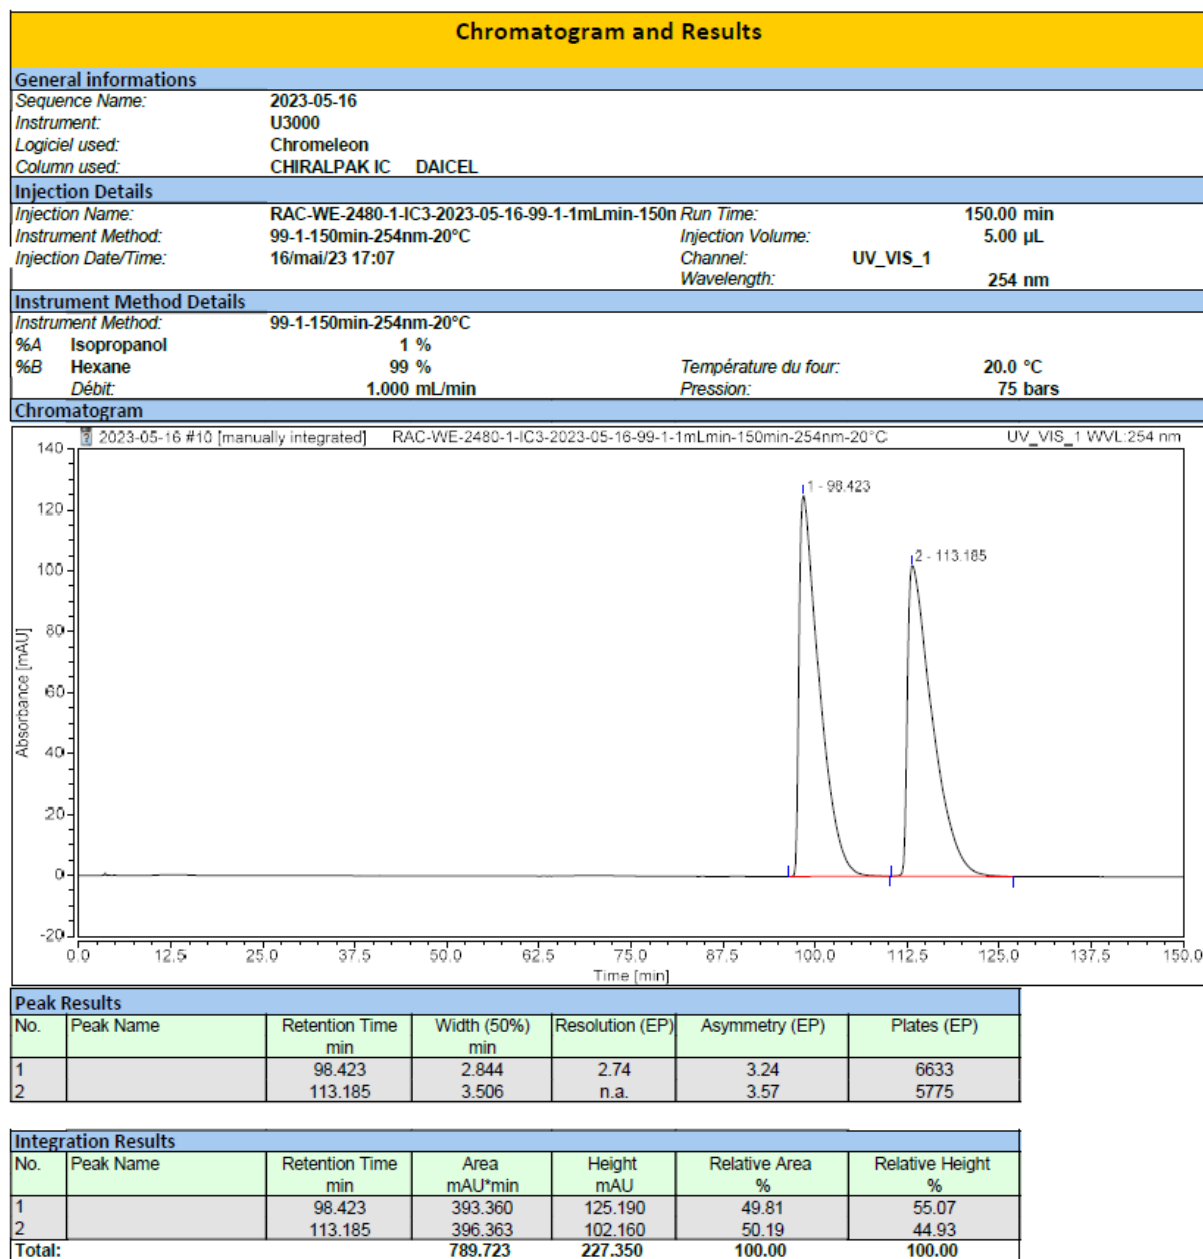 Chromatogram and Results
General informations
Sequence Name: 2023-05-16
Instrument: U3000
Logiciel used: Chromeleon
Column used: CHIRALPAK IC DAICEL
Injection Details
Injection Name: RAC-WE-2480-1-IC3-2023-05-16-99-1-1mLmin-150n Run Time: 150.00 min
Instrument Method: 99-1-150min-254nm-20°C Injection Volume: 5.00 µL
Injection Date/Time: 16/mai/23 17:07 Channel: UV_VIS_1
Wavelength: 254 nm
Instrument Method Details
Instrument Method: 99-1-150min-254nm-20°C
%A Isopropanol 1 %
%B Hexane 99 % Température du four: 20.0 °C
Débit: 1.000 mL/min Pression: 75 bars
Chromatogram
2023-05-16 #10 [manually integrated] RAC-WE-2480-1-IC3-2023-05-16-99-1-1mLmin-150min-254nm-20°C UV_VIS_1 WVL:254 nm
140
120
100
80
60
40
20
0
-20
Absorbance [mAU]
1 - 98.423
2 - 113.185
0.0 12.5 25.0 37.5 50.0 62.5 75.0 87.5 100.0 112.5 125.0 137.5 150.0
Time [min]
Peak Results
No. Peak Name Retention Time Width (50%) Resolution (EP) Asymmetry (EP) Plates (EP)
min min
1 98.423 2.844 2.74 3.24 6633
2 113.185 3.506 n.a. 3.57 5775
Integration Results
No. Peak Name Retention Time Area Height Relative Area Relative Height
min mAU*min mAU % %
1 98.423 393.360 125.190 49.81 55.07
2 113.185 396.363 102.160 50.19 44.93
Total: 789.723 227.350 100.00 100.00